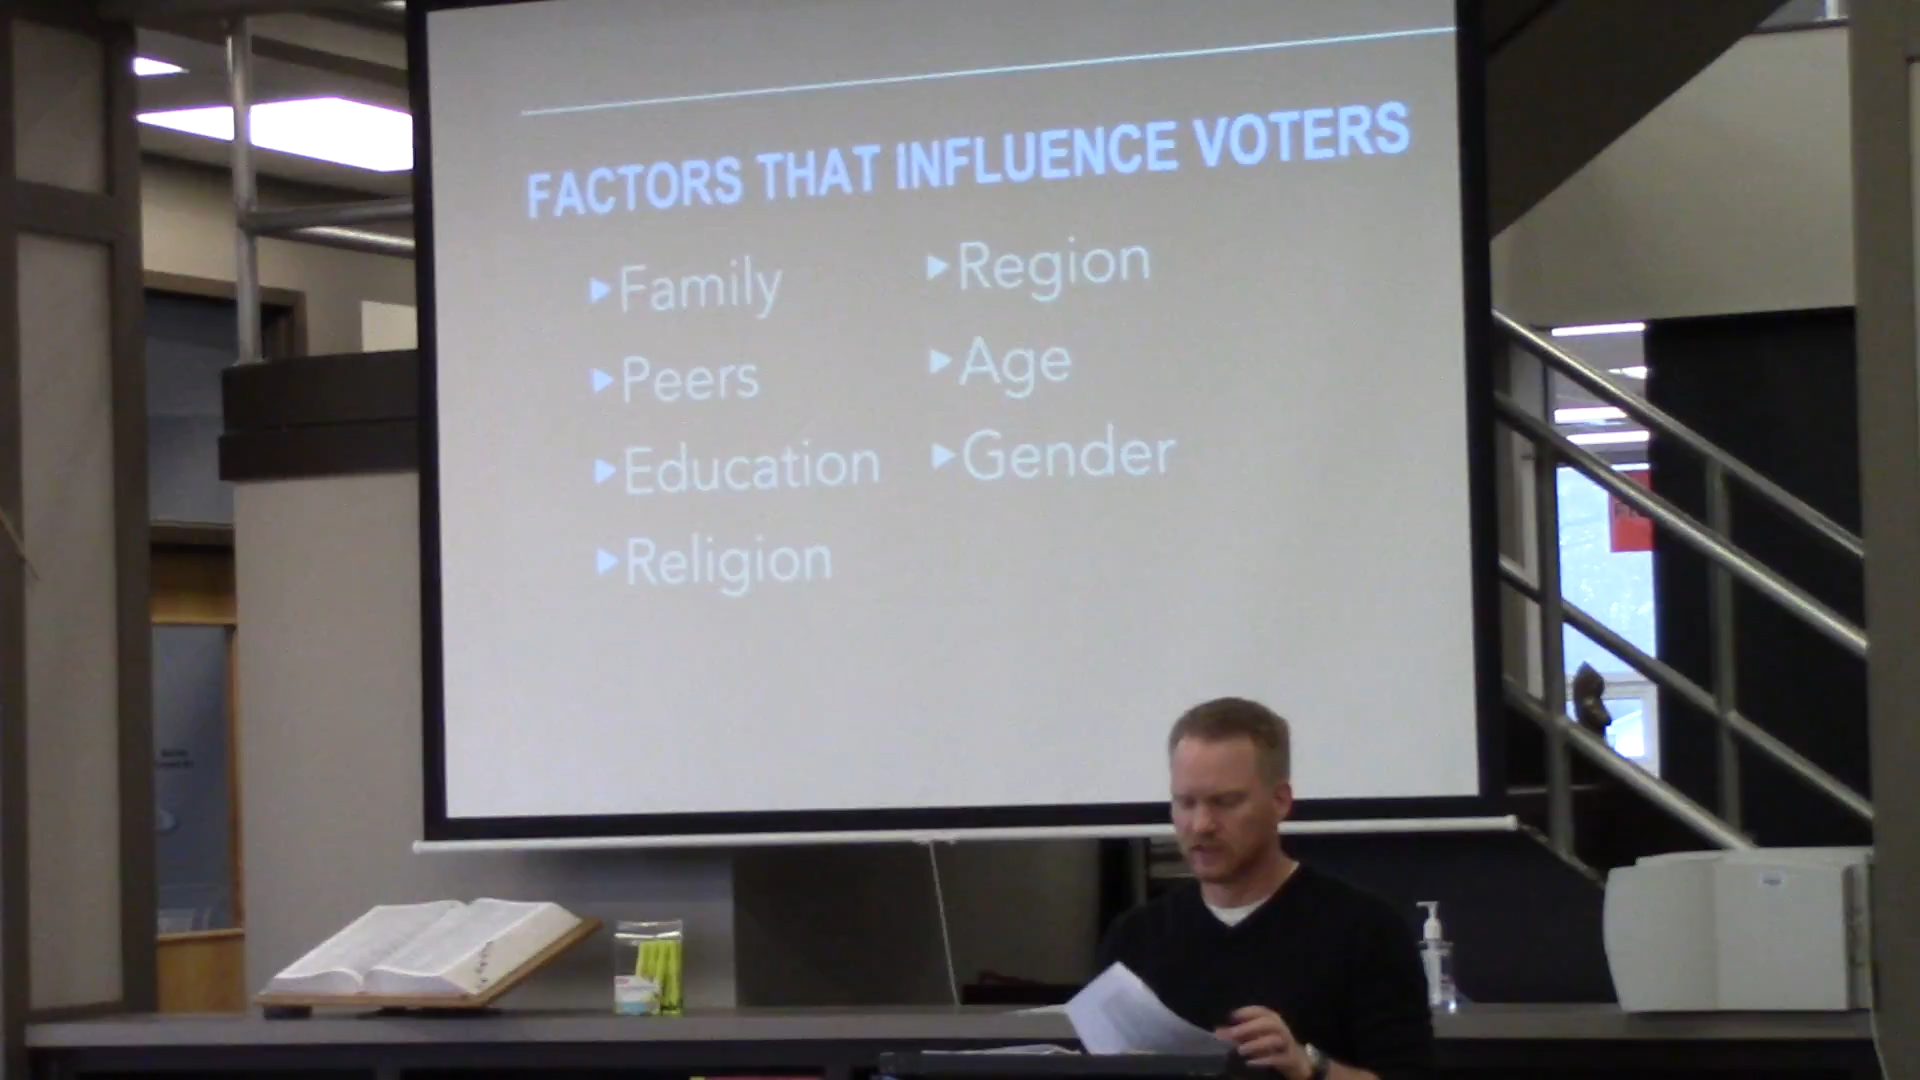 FACTORS THAT INFLUENCE VOTERS
Family
Peers
Education
Religion
Region
Age
Gender